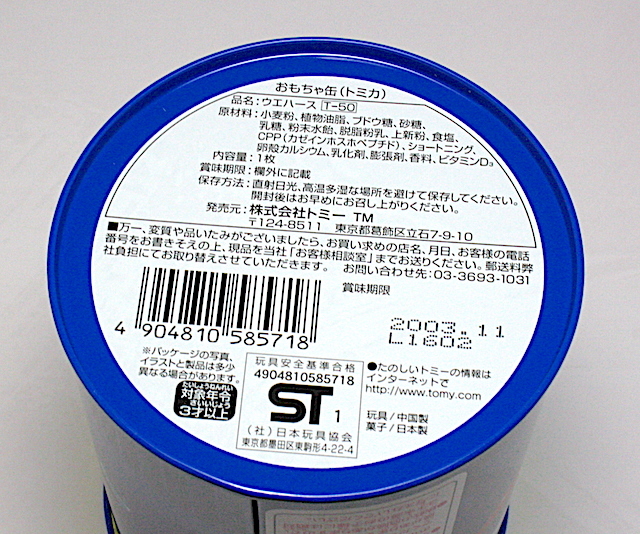 おもちゃ缶(トミカ)
品名:ウエハース T-50
原材料:小麦粉、植物油脂、ブドウ糖、砂糖、
乳糖、粉末水飴、脱脂粉乳、上新粉、食塩、
CPP(カゼインホスホペプチド)、ショートニング、
卵殻カルシウム、乳化剤、膨張剤、香料、ビタミンD₃
内容量:1枚
賞味期限:欄外に記載
保存方法:直射日光、高温多湿な場所を避けて保存してください。
開封後はお早めにお召し上がりください。
発売元:株式会社トミー TM
〒124-8511 東京都葛飾区立石7-9-10
■万一、変質や品いたみがございましたら、お買い求めの店名、月日、お客様の電話
番号をお書きそえの上、現品を当社「お客様相談室」までお送りください。郵送料弊
社負担にてお取り替えさせていただきます。 お問い合わせ先:03-3693-1031
賞味期限
2003.11
L1602
4 904810 585718
※パッケージの写真、
イラストと製品は多少
異なる場合があります。
たいしょうねんれい
対象年令
さいいじょう
3才以上
玩具安全基準合格
4904810585718
ST 1
(社)日本玩具協会
東京都墨田区東駒形4-22-4
●たのしいトミーの情報は
インターネットで
http://www.tomy.com
玩具/中国製
菓子/日本製